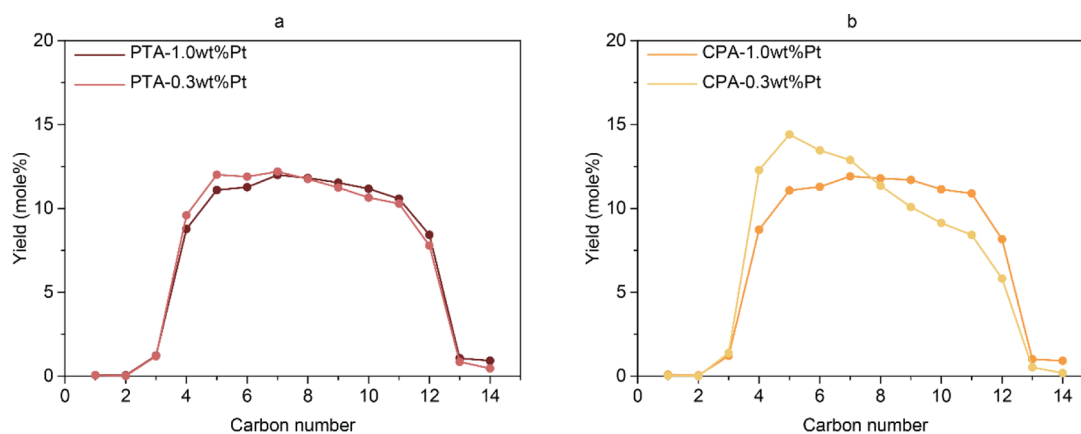 a
20
15
10
5
0
Yield (mole%)
PTA-1.0wt%Pt
PTA-0.3wt%Pt
0 2 4 6 8 10 12 14
Carbon number
b
20
15
10
5
0
Yield (mole%)
CPA-1.0wt%Pt
CPA-0.3wt%Pt
0 2 4 6 8 10 12 14
Carbon number